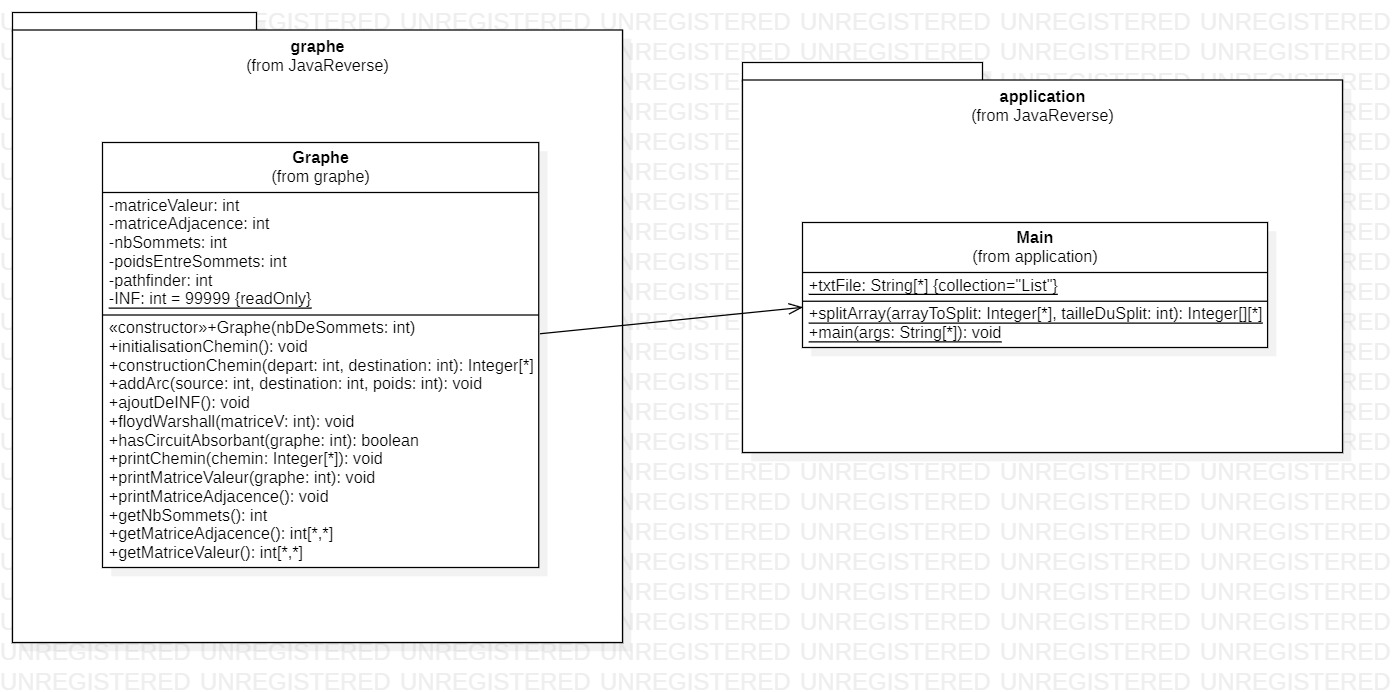 graphe
(from JavaReverse)
Graphe
(from graphe)
-matriceValeur: int
-matriceAdjacence: int
-nbSommets: int
-poidsEntreSommets: int
-pathfinder: int
-INF: int = 99999 {readOnly}
«constructor»+Graphe(nbDeSommets: int)
+initialisationChemin(): void
+constructionChemin(depart: int, destination: int): Integer[*]
+addArc(source: int, destination: int, poids: int): void
+ajoutDeINF(): void
+floydWarshall(matriceV: int): void
+hasCircuitAbsorbant(graphe: int): boolean
+printChemin(chemin: Integer[*]): void
+printMatriceValeur(graphe: int): void
+printMatriceAdjacence(): void
+getNbSommets(): int
+getMatriceAdjacence(): int[*,*]
+getMatriceValeur(): int[*,*]
application
(from JavaReverse)
Main
(from application)
+txtFile: String[*] {collection="List"}
+splitArray(arrayToSplit: Integer[*], tailleDuSplit: int): Integer[][*]
+main(args: String[*]): void
UNREGISTERED UNREGISTERED UNREGISTERED UNREGISTERED UNREGISTERED UNREGISTERED UNREGISTERED